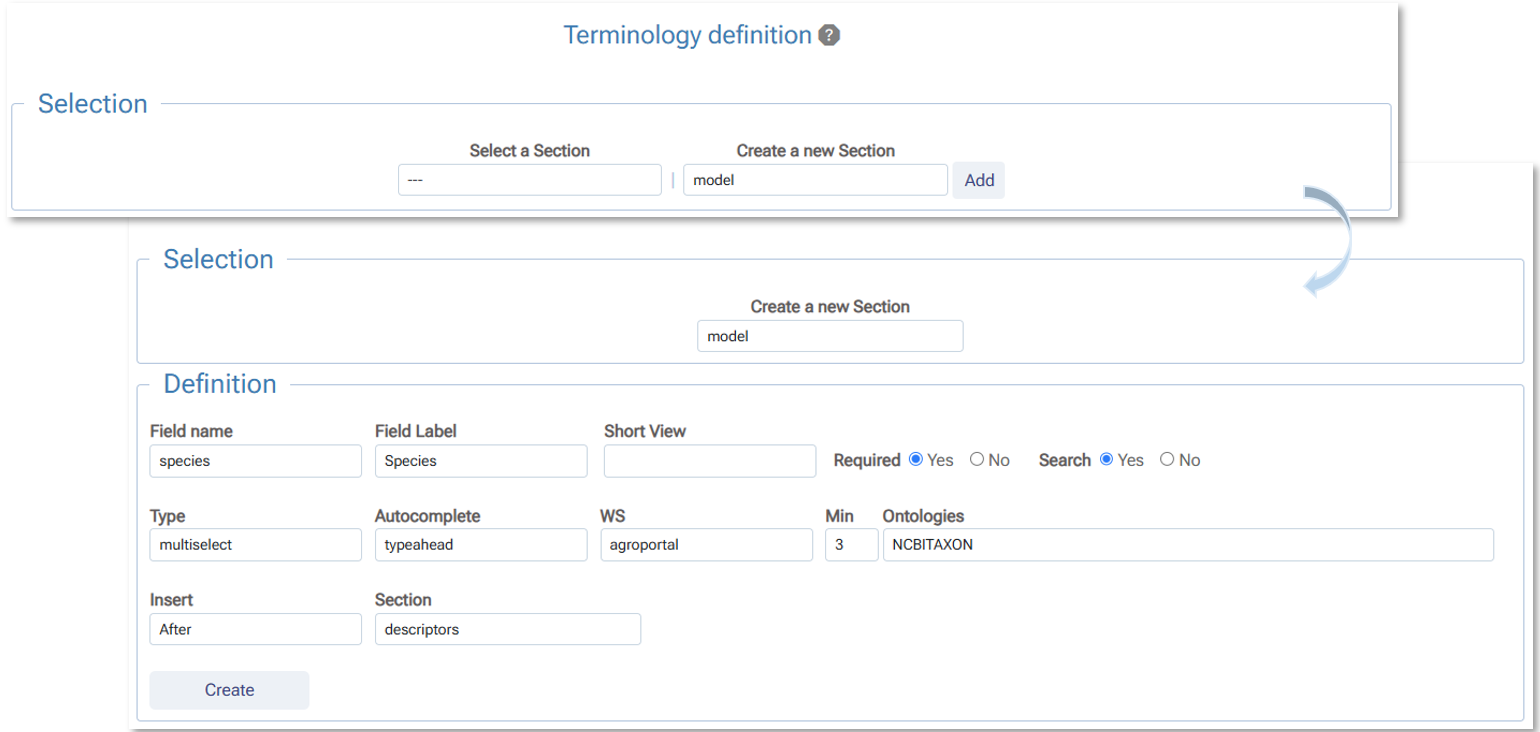 Terminology definition ?
Selection
Select a Section Create a new Section
--- | model Add
Selection
Create a new Section
model
Definition
Field name Field Label Short View
species Species Required Yes No Search Yes No
Type Autocomplete WS Min Ontologies
multiselect typeahead agroportal 3 NCBITAXON
Insert Section
After descriptors
Create